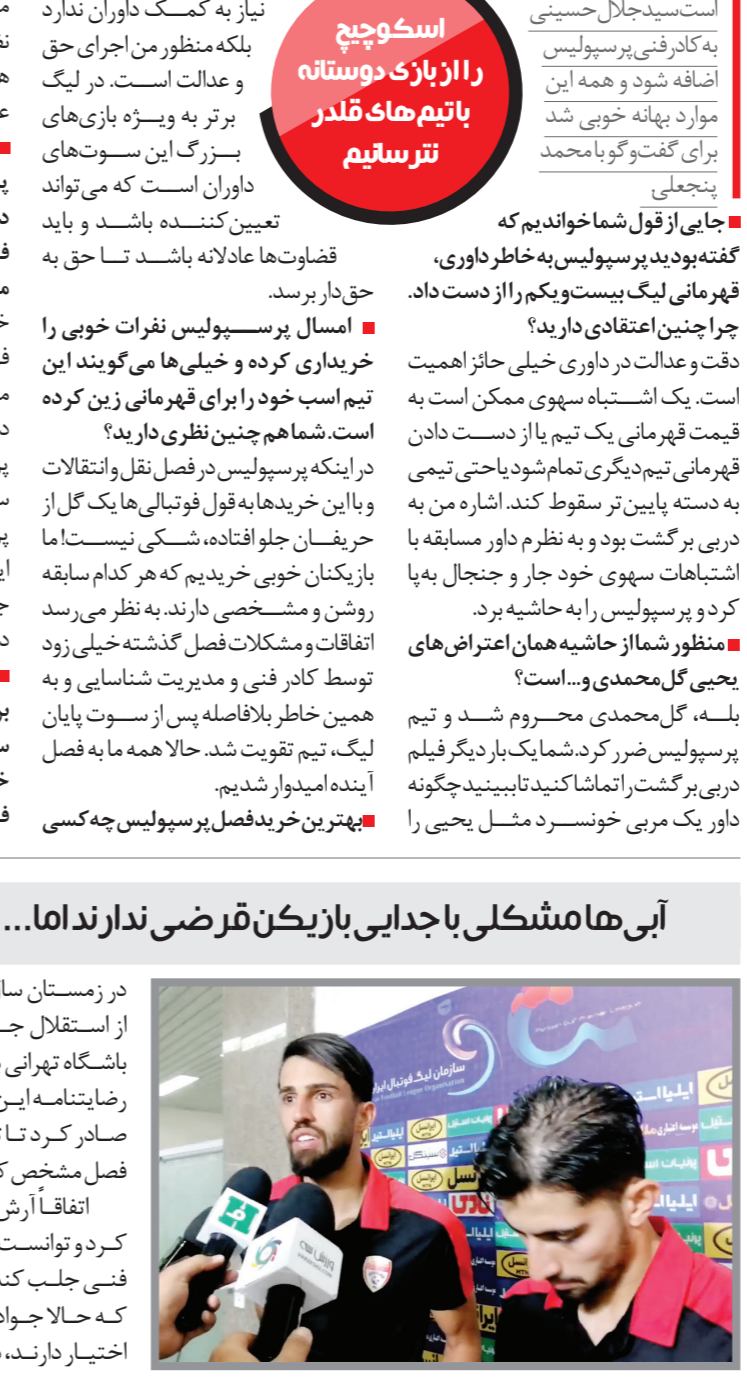 است سیدجلال حسینی
به کادرفنی پرسپولیس
اضافه شود و همه این
موارد بهانه خوبی شد
برای گفت‌وگو با محمد
پنجعلی
جایی از قول شما خواندیم که
گفته بودید پرسپولیس به خاطر داوری،
قهرمانی لیگ بیست‌ویکم را از دست داد.
چرا چنین اعتقادی دارید؟
دقت و عدالت در داوری خیلی حائز اهمیت
است. یک اشتباه سهوی ممکن است به
قیمت قهرمانی یک تیم یا از دست دادن
قهرمانی تیم دیگری تمام شود یا حتی تیمی
به دسته پایین‌تر سقوط کند. اشاره من به
دربی برگشت بود و به نظرم داور مسابقه با
اشتباهات سهوی خود جار و جنجال به‌پا
کرد و پرسپولیس را به حاشیه برد.
منظور شما از حاشیه همان اعتراض‌های
یحیی گل‌محمدی و... است؟
بله، گل‌محمدی محروم شد و تیم
پرسپولیس ضرر کرد. شما یک بار دیگر فیلم
دربی برگشت را تماشا کنید تا ببینید چگونه
داور یک مربی خونسرد مثل یحیی را
اسکوچیچ
را از بازی دوستانه
با تیم‌های قلدر
نترسانیم
نیاز به کمک داوران ندارد
بلکه منظور من اجرای حق
و عدالت است. در لیگ
برتر به ویژه بازی‌های
بزرگ این سوت‌های
داوران است که می‌تواند
تعیین‌کننده باشد و باید
قضاوت‌ها عادلانه باشد تا حق به
حق‌دار برسد.
امسال پرسپولیس نفرات خوبی را
خریداری کرده و خیلی‌ها می‌گویند این
تیم اسب خود را برای قهرمانی زین کرده
است. شما هم چنین نظری دارید؟
در اینکه پرسپولیس در فصل نقل‌وانتقالات
و با این خریدها به قول فوتبالی‌ها یک گل از
حریفان جلو افتاده، شکی نیست! ما
بازیکنان خوبی خریدیم که هر کدام سابقه
روشن و مشخصی دارند. به نظر می‌رسد
اتفاقات و مشکلات فصل گذشته خیلی زود
توسط کادر فنی و مدیریت شناسایی و به
همین خاطر بلافاصله پس از سوت پایان
لیگ، تیم تقویت شد. حالا همه ما به فصل
آینده امیدوار شدیم.
بهترین خرید فصل پرسپولیس چه کسی
آبی‌ها مشکلی با جدایی بازیکن قرضی ندارند اما...
سازمان لیگ فوتبال ایران
ورزش سه
ایرانسل
در زمستان
از استقلال
باشگاه تهرانی
رضایتنامه این
صادر کرد تا
فصل مشخص
اتفاقاً آرش
کرد و توانست
فنی جلب کند
که حالا جواد
اختیار دارند،